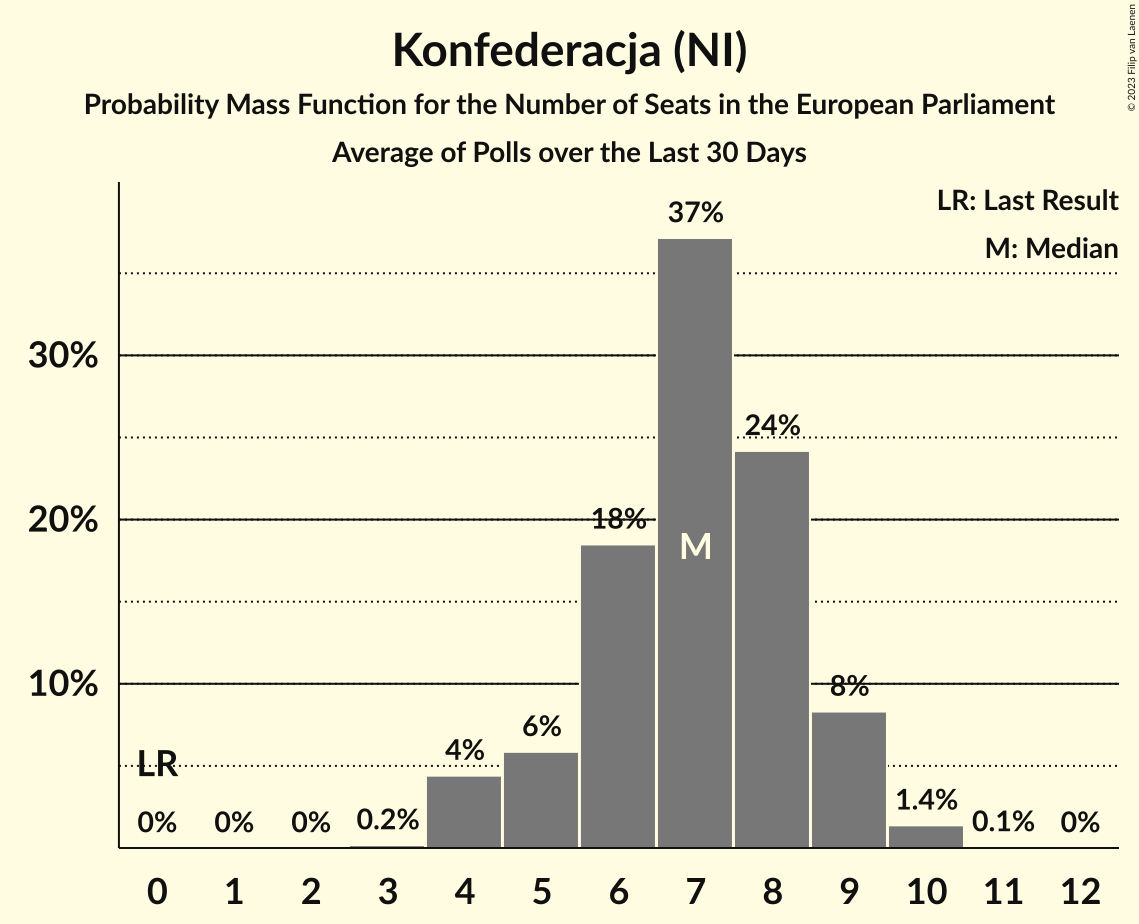 Konfederacja (NI)
Probability Mass Function for the Number of Seats in the European Parliament
Average of Polls over the Last 30 Days
© 2023 Filip van Laenen
LR: Last Result
M: Median
37%
30%
24%
20%
18%
M
10%
8%
6%
4%
LR
1.4%
0% 0% 0% 0.2% 0.1% 0%
0 1 2 3 4 5 6 7 8 9 10 11 12